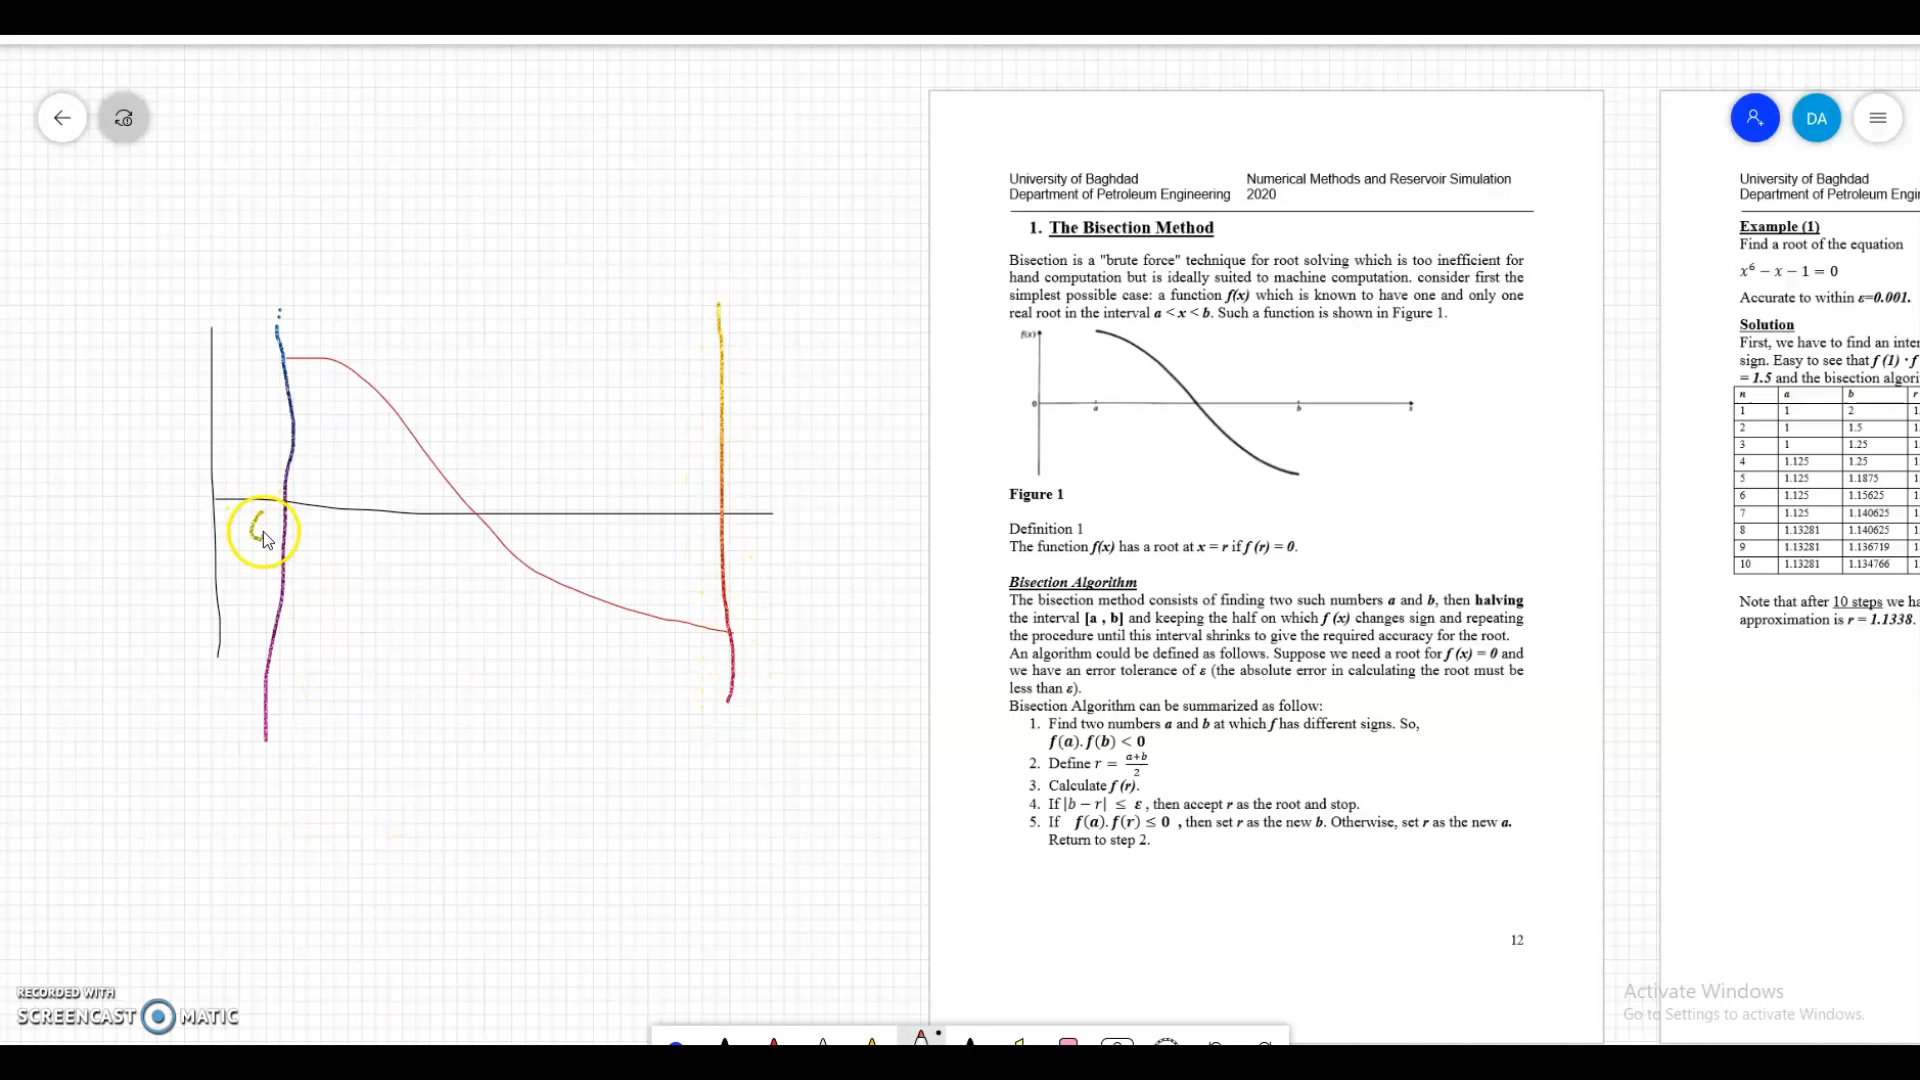 DA
University of Baghdad Numerical Methods and Reservoir Simulation
Department of Petroleum Engineering 2020
1. The Bisection Method
Bisection is a "brute force" technique for root solving which is too inefficient for
hand computation but is ideally suited to machine computation. consider first the
simplest possible case: a function f(x) which is known to have one and only one
real root in the interval a < x < b. Such a function is shown in Figure 1.
f(x)
0 a b x
Figure 1
Definition 1
The function f(x) has a root at x = r if f (r) = 0.
Bisection Algorithm
The bisection method consists of finding two such numbers a and b, then halving
the interval [a , b] and keeping the half on which f (x) changes sign and repeating
the procedure until this interval shrinks to give the required accuracy for the root.
An algorithm could be defined as follows. Suppose we need a root for f (x) = 0 and
we have an error tolerance of ε (the absolute error in calculating the root must be
less than ε).
Bisection Algorithm can be summarized as follow:
1. Find two numbers a and b at which f has different signs. So,
f(a). f(b) < 0
2. Define r = a+b/2
3. Calculate f (r).
4. If |b − r| ≤ ε , then accept r as the root and stop.
5. If f(a). f(r) ≤ 0 , then set r as the new b. Otherwise, set r as the new a.
Return to step 2.
12
University of Baghdad
Department of Petroleum Engi
Example (1)
Find a root of the equation
x⁶ − x − 1 = 0
Accurate to within ε=0.001.
Solution
First, we have to find an inte
sign. Easy to see that f (1) · f
= 1.5 and the bisection algori
n a b r
1 1 2 1.
2 1 1.5 1.
3 1 1.25 1.
4 1.125 1.25 1.
5 1.125 1.1875 1.
6 1.125 1.15625 1.
7 1.125 1.140625 1.
8 1.13281 1.140625 1.
9 1.13281 1.136719 1.
10 1.13281 1.134766 1.
Note that after 10 steps we ha
approximation is r = 1.1338.
Activate Windows
Go to Settings to activate Windows.
RECORDED WITH
SCREENCAST MATIC